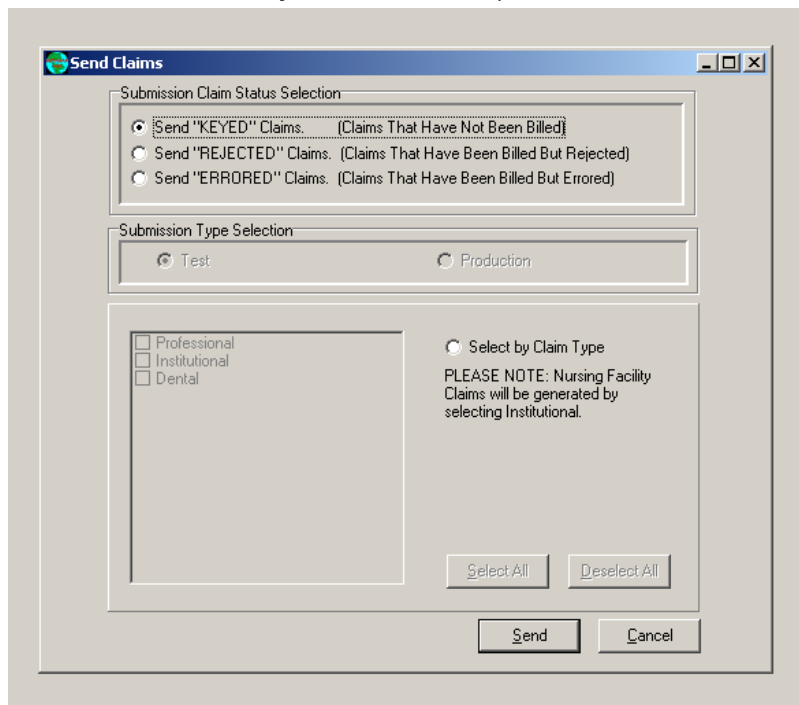 Send Claims
Submission Claim Status Selection
Send "KEYED" Claims. (Claims That Have Not Been Billed)
Send "REJECTED" Claims. (Claims That Have Been Billed But Rejected)
Send "ERRORED" Claims. (Claims That Have Been Billed But Errored)
Submission Type Selection
Test Production
Professional
Institutional
Dental
Select by Claim Type
PLEASE NOTE: Nursing Facility
Claims will be generated by
selecting Institutional.
Select All Deselect All
Send Cancel